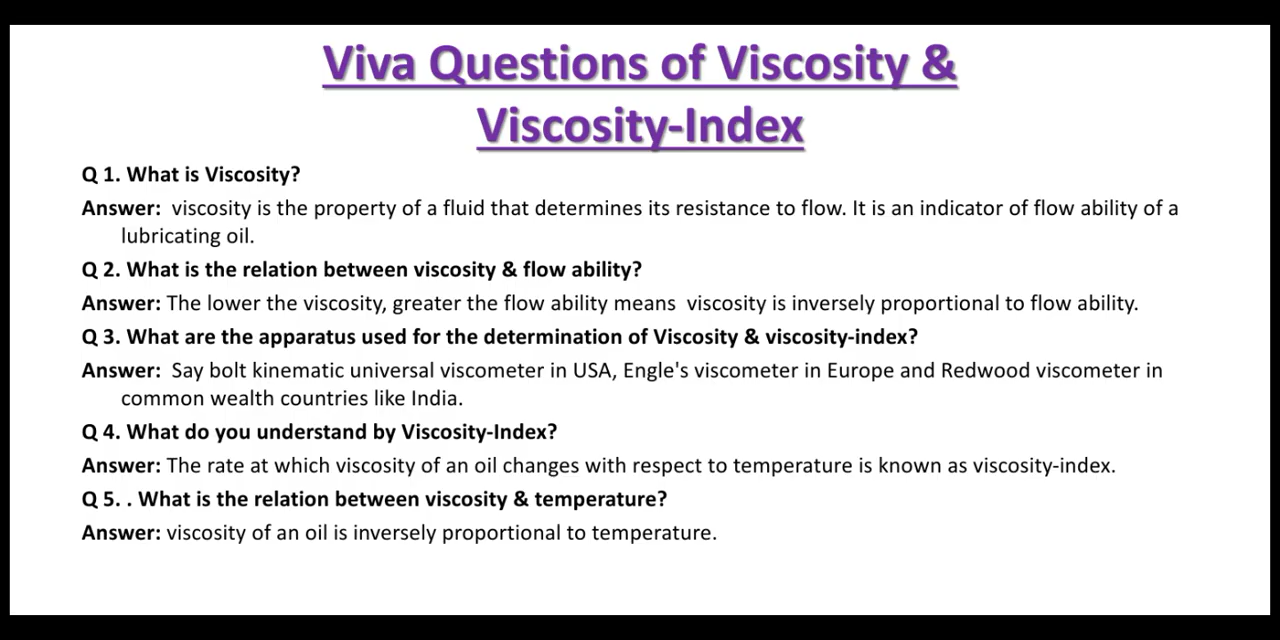 Viva Questions of Viscosity &
Viscosity-Index
Q 1. What is Viscosity?
Answer:  viscosity is the property of a fluid that determines its resistance to flow. It is an indicator of flow ability of a
lubricating oil.
Q 2. What is the relation between viscosity & flow ability?
Answer: The lower the viscosity, greater the flow ability means  viscosity is inversely proportional to flow ability.
Q 3. What are the apparatus used for the determination of Viscosity & viscosity-index?
Answer:  Say bolt kinematic universal viscometer in USA, Engle's viscometer in Europe and Redwood viscometer in
common wealth countries like India.
Q 4. What do you understand by Viscosity-Index?
Answer: The rate at which viscosity of an oil changes with respect to temperature is known as viscosity-index.
Q 5. . What is the relation between viscosity & temperature?
Answer: viscosity of an oil is inversely proportional to temperature.